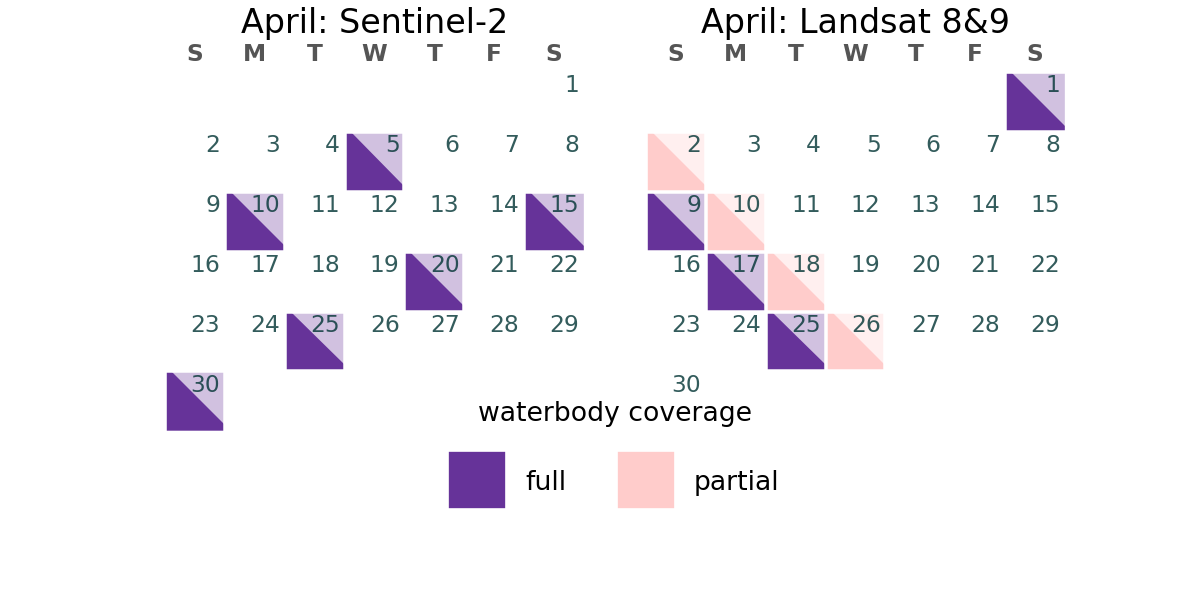 April: Sentinel-2
S M T W T F S
1
2 3 4 5 6 7 8
9 10 11 12 13 14 15
16 17 18 19 20 21 22
23 24 25 26 27 28 29
30
April: Landsat 8&9
S M T W T F S
1
2 3 4 5 6 7 8
9 10 11 12 13 14 15
16 17 18 19 20 21 22
23 24 25 26 27 28 29
30
waterbody coverage
full partial